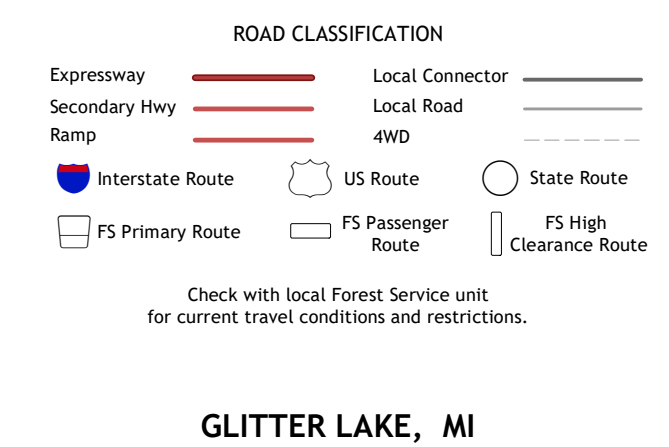 ROAD CLASSIFICATION
Expressway
Local Connector
Secondary Hwy
Local Road
Ramp
4WD
Interstate Route
US Route
State Route
FS Primary Route
FS Passenger
Route
FS High
Clearance Route
Check with local Forest Service unit
for current travel conditions and restrictions.
GLITTER LAKE, MI